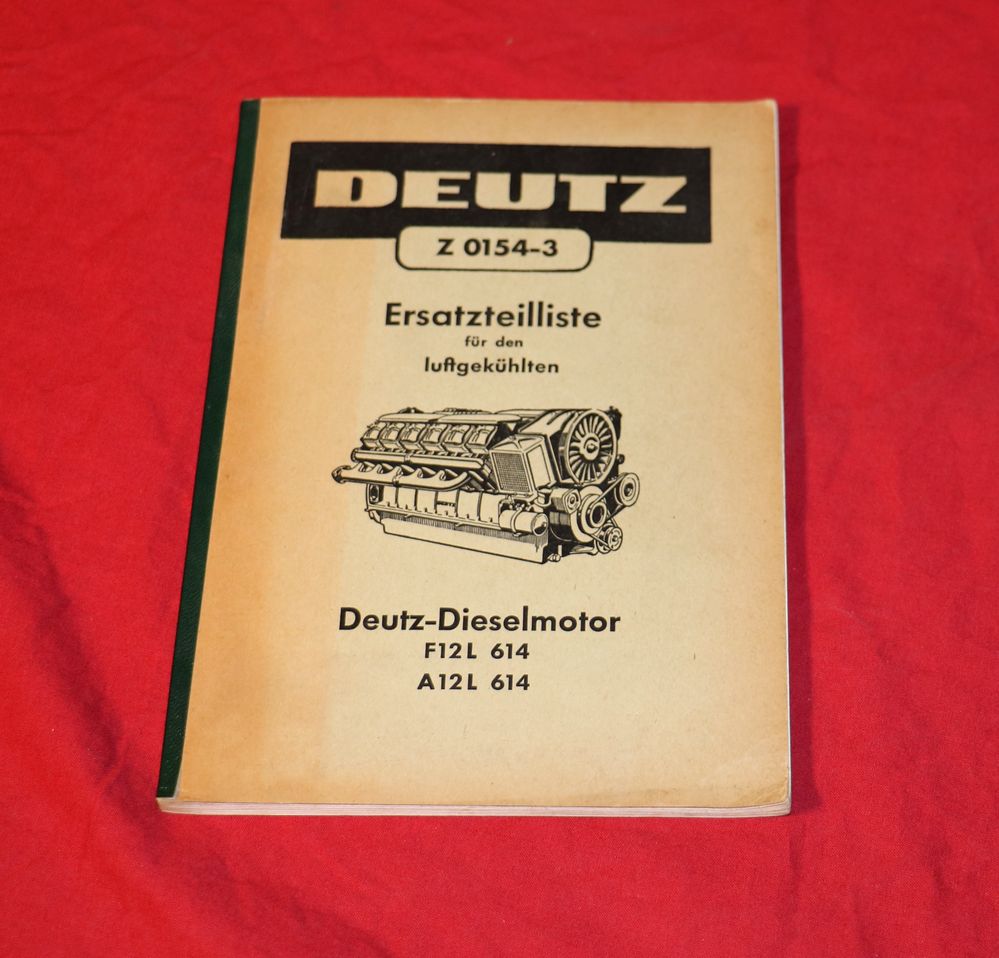 DEUTZ
Z 0154-3
Ersatzteilliste
für den
luftgekühlten
Deutz-Dieselmotor
F12L 614
A12L 614